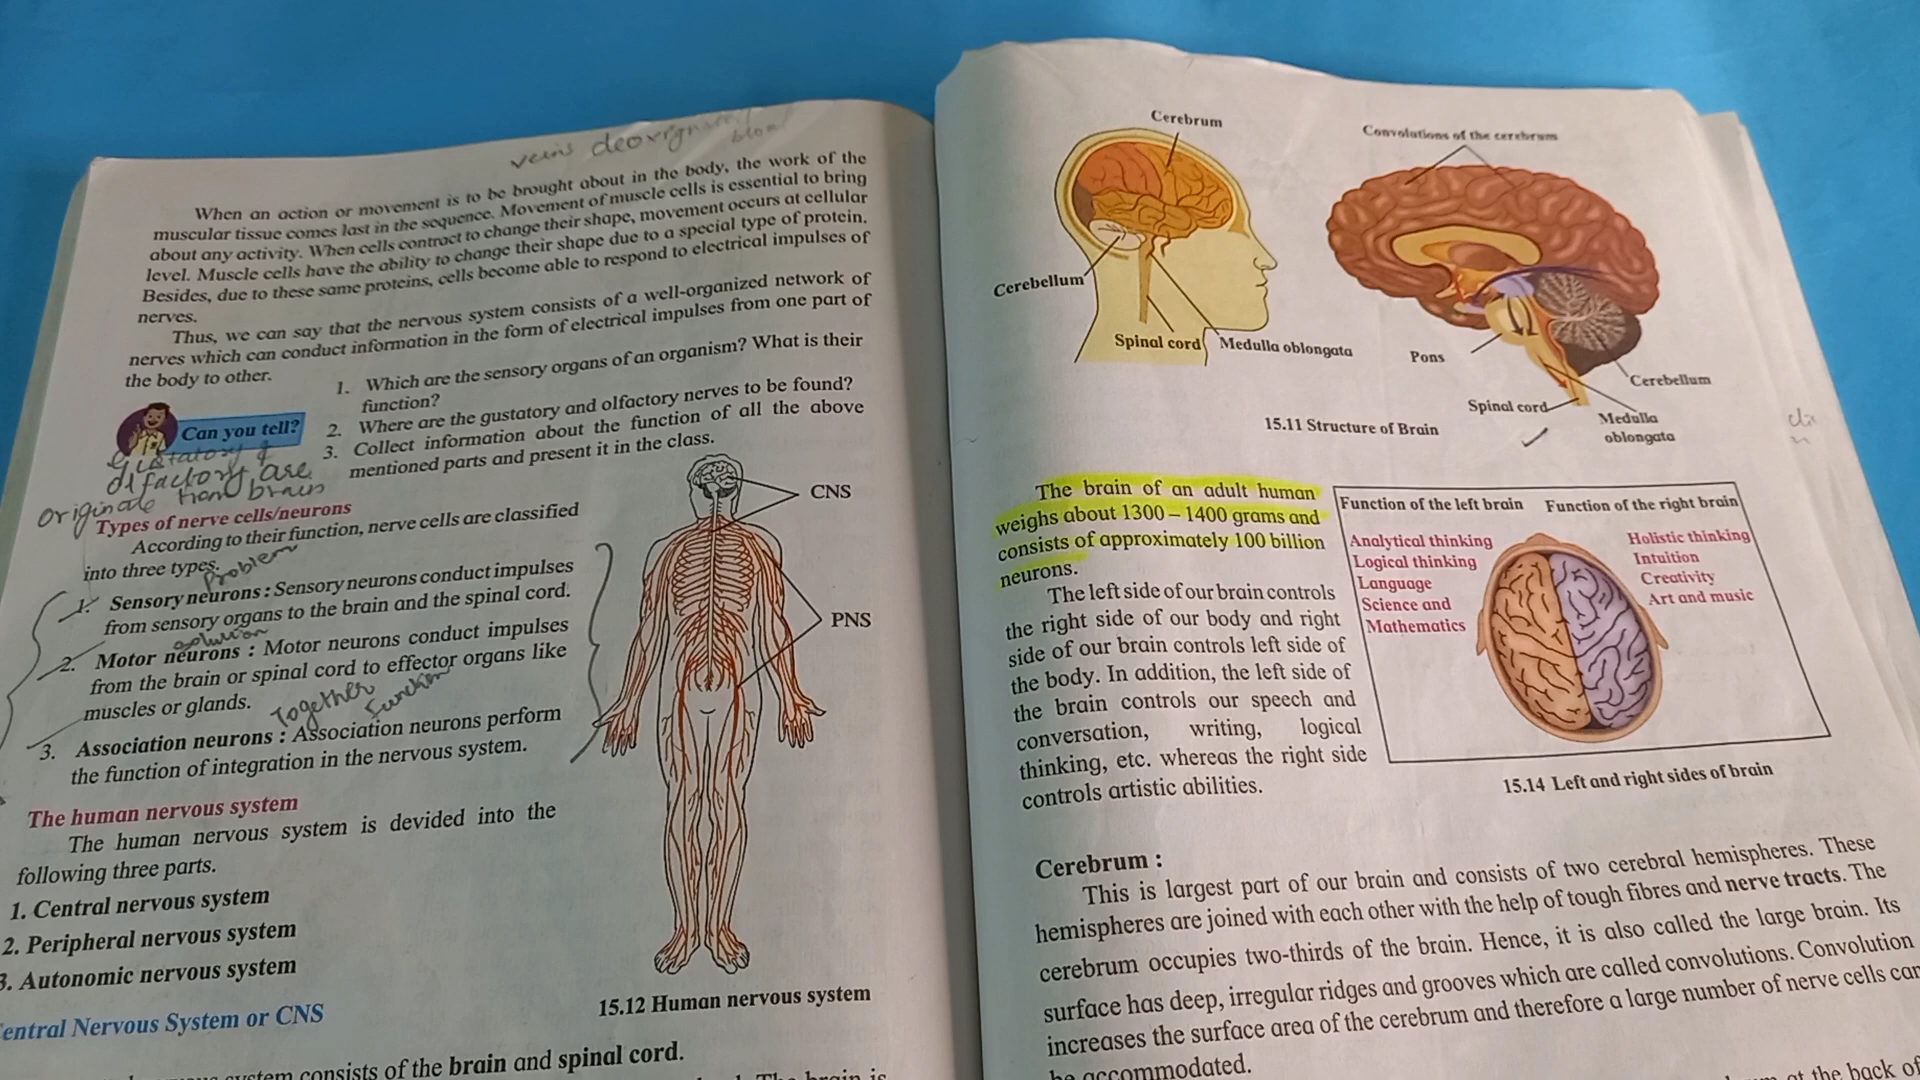 veins deoxygnated
blood
When an action or movement is to be brought about in the body, the work of the
muscular tissue comes last in the sequence. Movement of muscle cells is essential to bring
about any activity. When cells contract to change their shape, movement occurs at cellular
level. Muscle cells have the ability to change their shape due to a special type of protein.
Besides, due to these same proteins, cells become able to respond to electrical impulses of
nerves.
Thus, we can say that the nervous system consists of a well-organized network of
nerves which can conduct information in the form of electrical impulses from one part of
the body to other.
Can you tell?
1. Which are the sensory organs of an organism? What is their
function?
2. Where are the gustatory and olfactory nerves to be found?
3. Collect information about the function of all the above
mentioned parts and present it in the class.
are
originate brain
Types of nerve cells/neurons
According to their function, nerve cells are classified
into three types.
Problem
1. Sensory neurons : Sensory neurons conduct impulses
from sensory organs to the brain and the spinal cord.
solution
2. Motor neurons : Motor neurons conduct impulses
from the brain or spinal cord to effector organs like
muscles or glands.
Together
Function
3. Association neurons : Association neurons perform
the function of integration in the nervous system.
The human nervous system
The human nervous system is devided into the
following three parts.
1. Central nervous system
2. Peripheral nervous system
3. Autonomic nervous system
entral Nervous System or CNS
system consists of the brain and spinal cord.
The brain is
CNS
PNS
15.12 Human nervous system
Cerebrum
Cerebellum
Spinal cord
Medulla oblongata
Convolutions of the cerebrum
Pons
Cerebellum
Spinal cord
Medulla
oblongata
15.11 Structure of Brain
The brain of an adult human
weighs about 1300 – 1400 grams and
consists of approximately 100 billion
neurons.
The left side of our brain controls
the right side of our body and right
side of our brain controls left side of
the body. In addition, the left side of
the brain controls our speech and
conversation, writing, logical
thinking, etc. whereas the right side
controls artistic abilities.
Function of the left brain
Function of the right brain
Analytical thinking
Logical thinking
Language
Science and
Mathematics
Holistic thinking
Intuition
Creativity
Art and music
15.14 Left and right sides of brain
Cerebrum :
This is largest part of our brain and consists of two cerebral hemispheres. These
hemispheres are joined with each other with the help of tough fibres and nerve tracts. The
cerebrum occupies two-thirds of the brain. Hence, it is also called the large brain. Its
surface has deep, irregular ridges and grooves which are called convolutions. Convolution
increases the surface area of the cerebrum and therefore a large number of nerve cells can
be accommodated.
at the back of